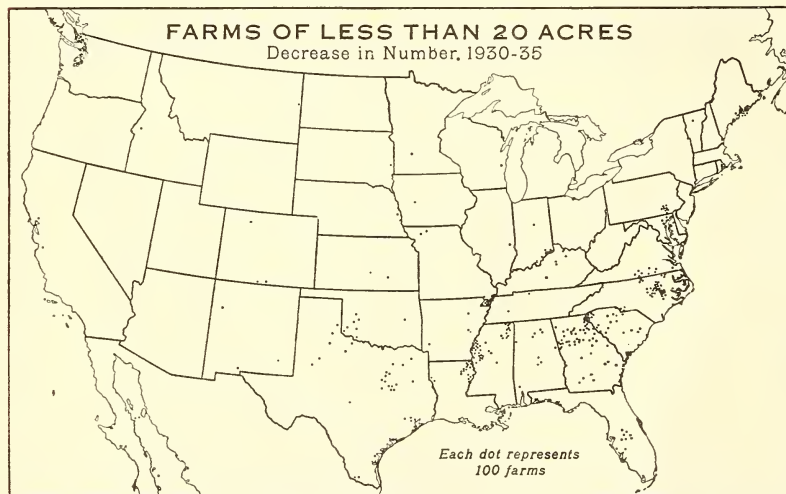 FARMS OF LESS THAN 20 ACRES
Decrease in Number, 1930-35
Each dot represents
100 farms